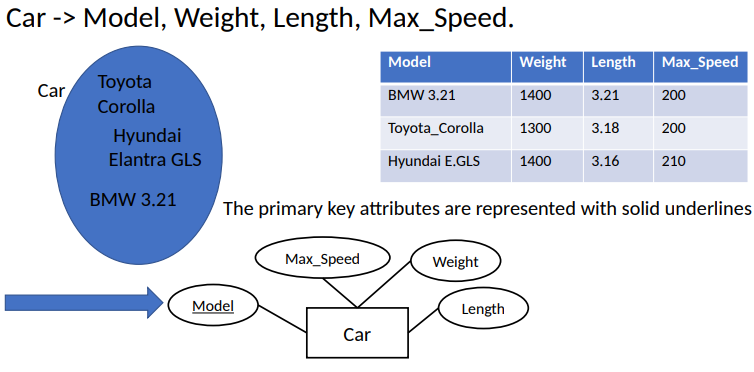 Car -> Model, Weight, Length, Max_Speed.
Car
Toyota
Corolla
Hyundai
Elantra GLS
BMW 3.21
Model Weight Length Max_Speed
BMW 3.21 1400 3.21 200
Toyota_Corolla 1300 3.18 200
Hyundai E.GLS 1400 3.16 210
The primary key attributes are represented with solid underlines
Max_Speed
Weight
Model
Length
Car